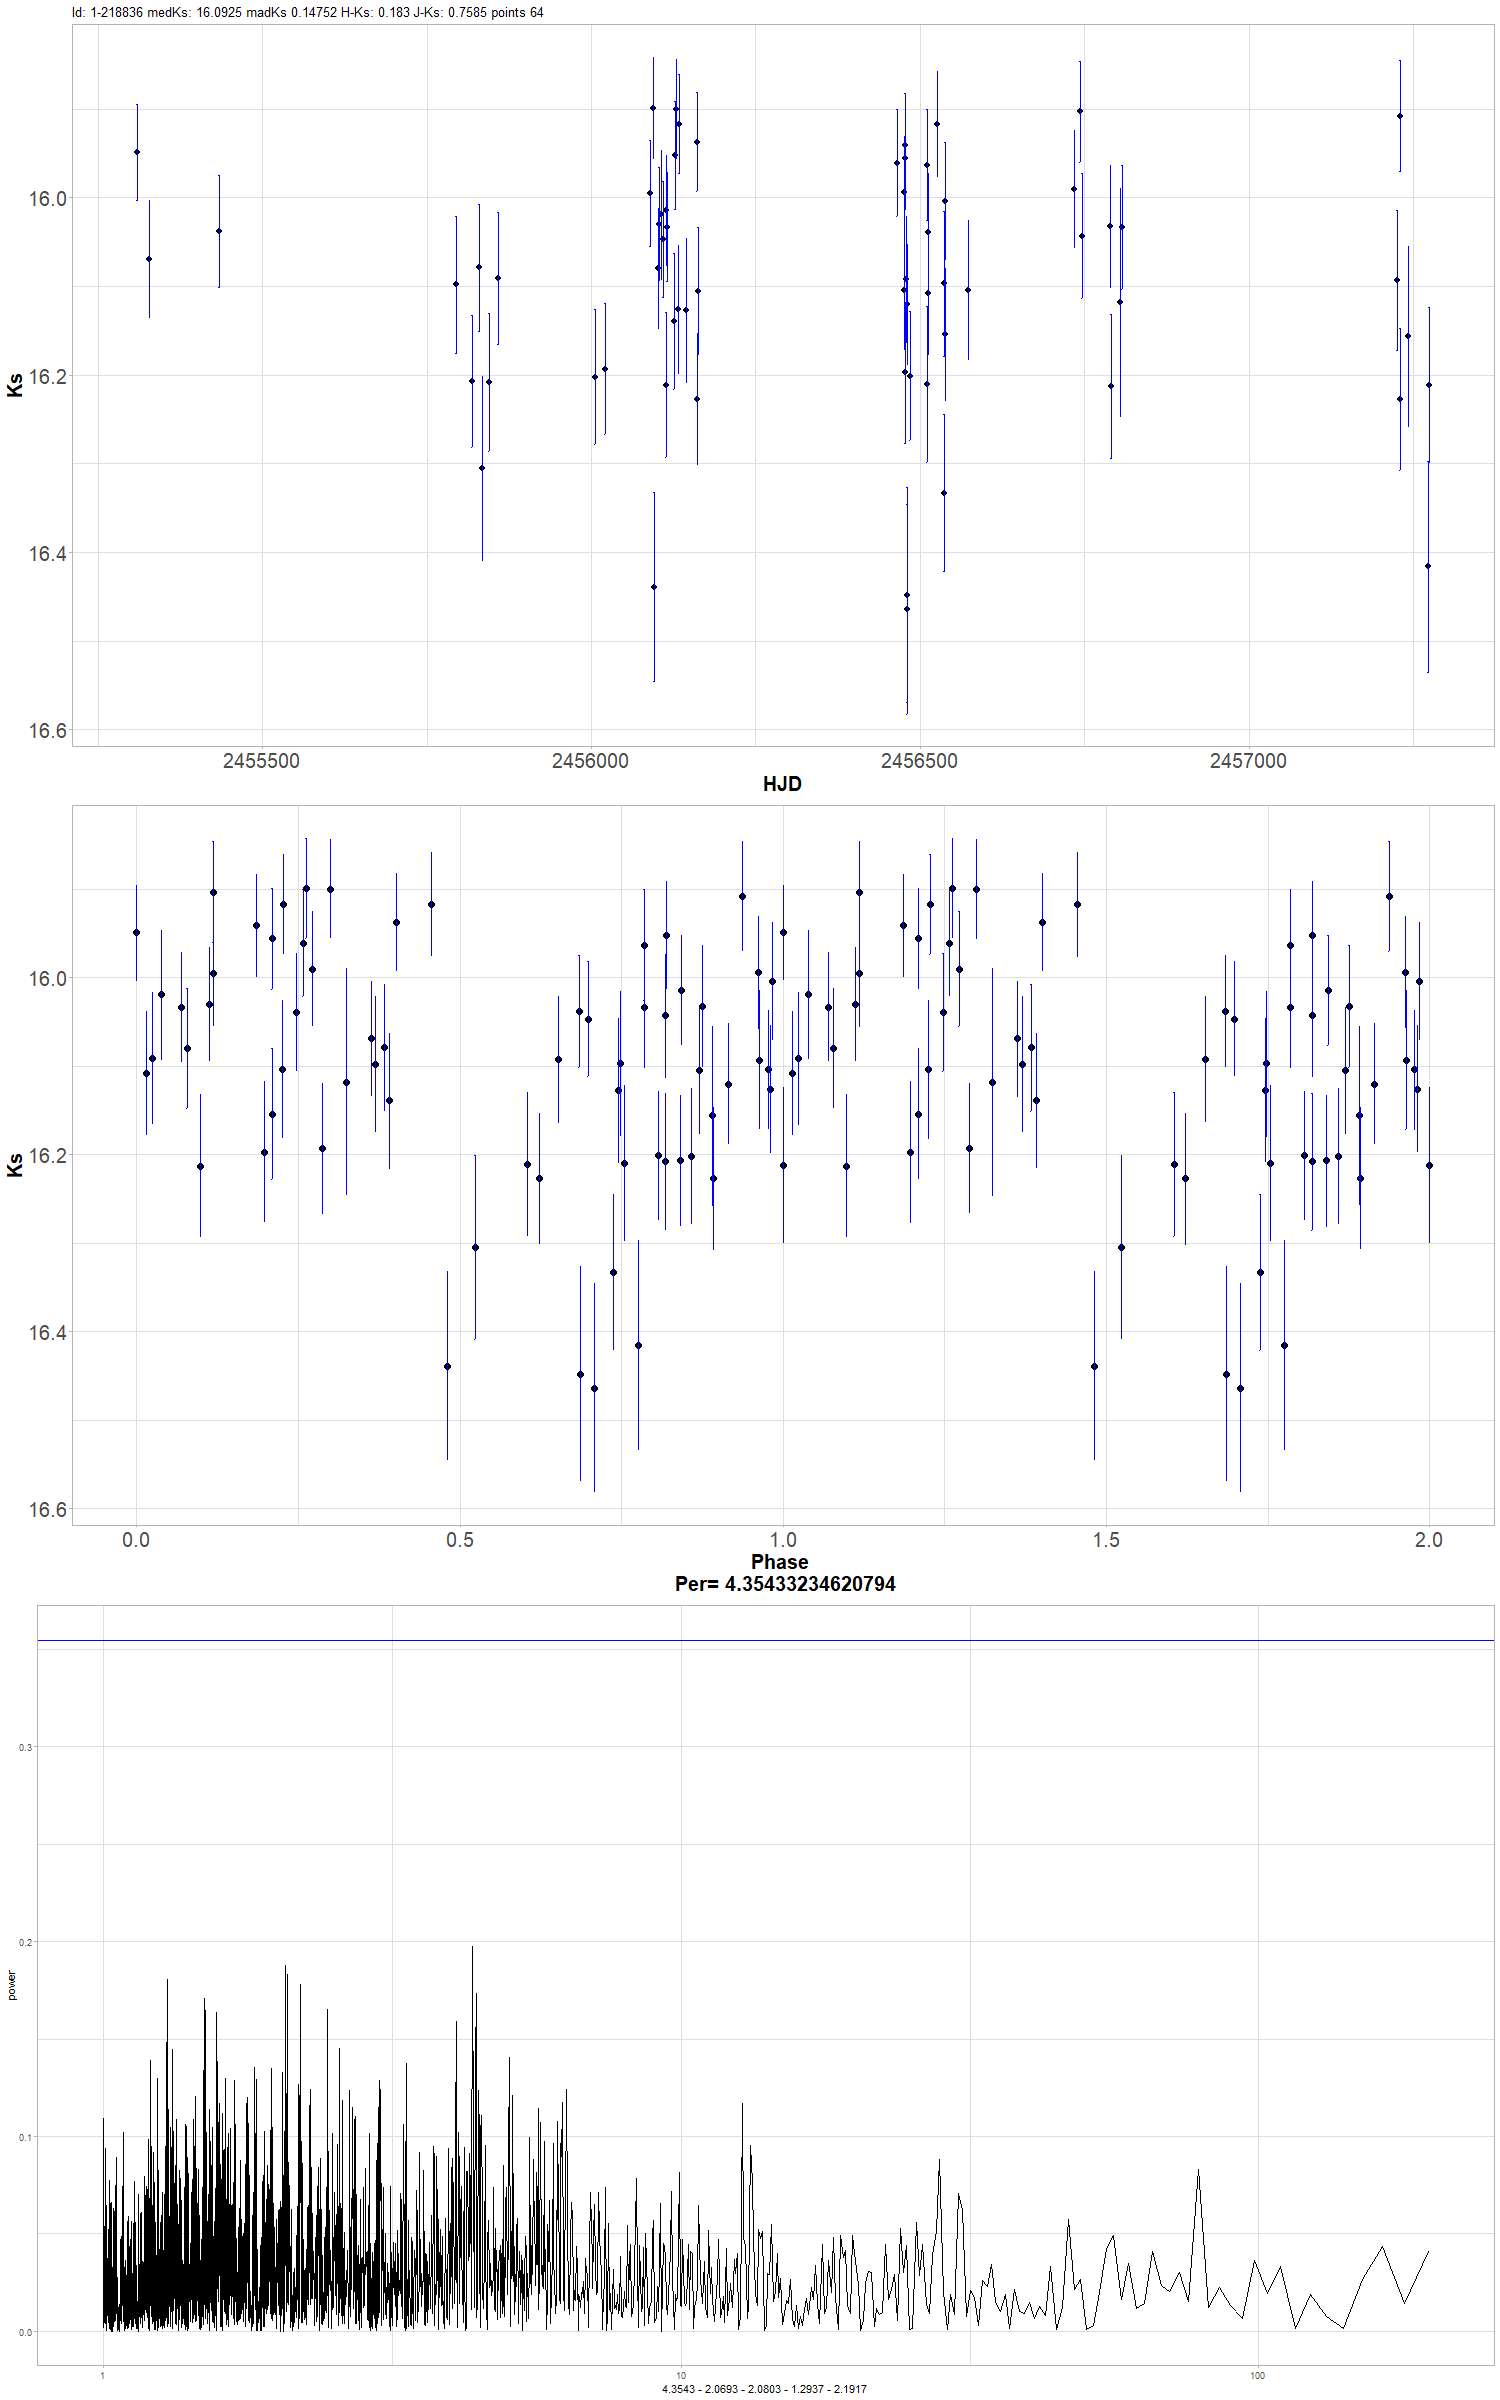 Id: 1-218836 medKs: 16.0925 madKs 0.14752 H-Ks: 0.183 J-Ks: 0.7585 points 64
16.0
16.2
16.4
16.6
Ks
2455500 2456000 2456500 2457000
HJD
16.0
16.2
16.4
16.6
Ks
0.0 0.5 1.0 1.5 2.0
Phase
Per= 4.35433234620794
0.3
0.2
0.1
0.0
power
1 10 100
4.3543 - 2.0693 - 2.0803 - 1.2937 - 2.1917